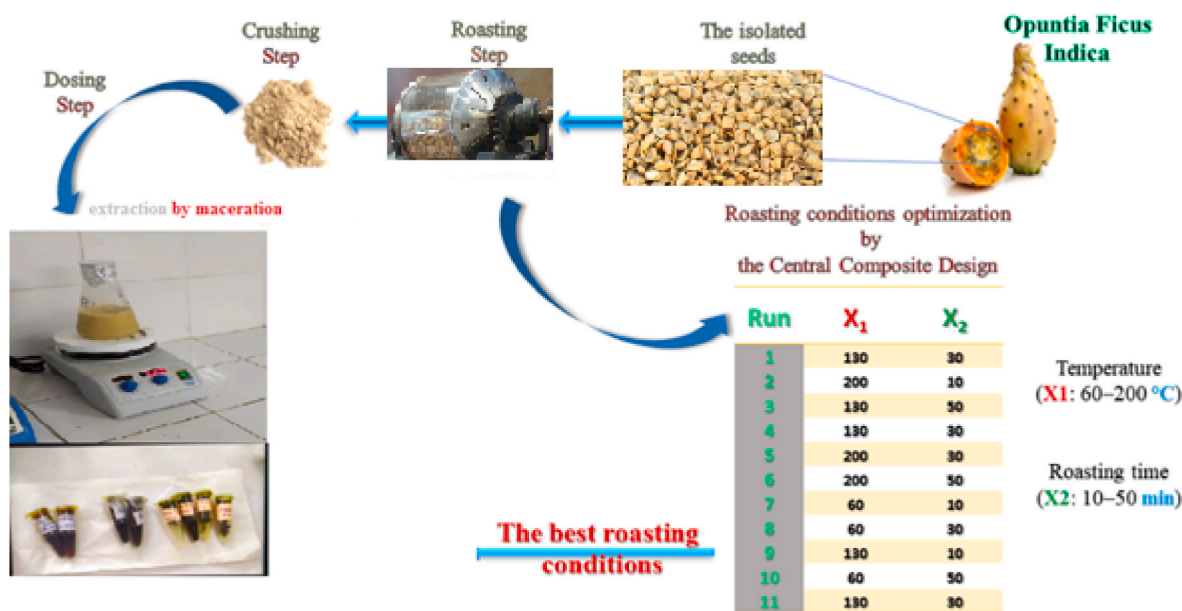 Opuntia Ficus
Indica
The isolated
seeds
Roasting
Step
Crushing
Step
Dosing
Step
extraction by maceration
Roasting conditions optimization
by
the Central Composite Design
Run X1 X2
1 130 30
2 200 10
3 130 50
4 130 30
5 200 30
6 200 50
7 60 10
8 60 30
9 130 10
10 60 50
11 130 30
Temperature
(X1: 60–200 °C)
Roasting time
(X2: 10–50 min)
The best roasting
conditions